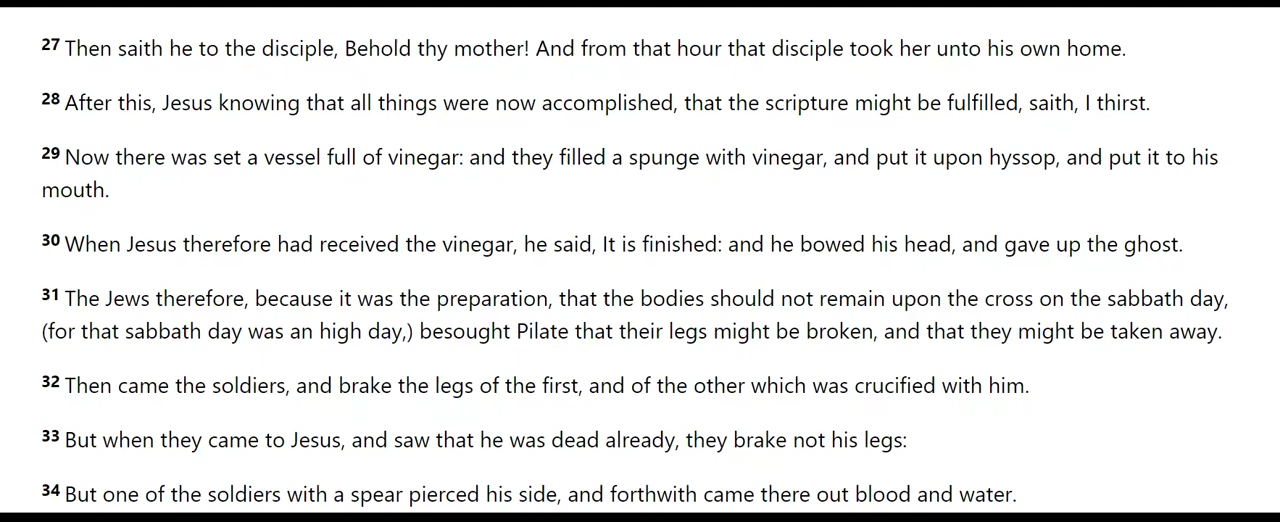 27 Then saith he to the disciple, Behold thy mother! And from that hour that disciple took her unto his own home.
28 After this, Jesus knowing that all things were now accomplished, that the scripture might be fulfilled, saith, I thirst.
29 Now there was set a vessel full of vinegar: and they filled a spunge with vinegar, and put it upon hyssop, and put it to his
mouth.
30 When Jesus therefore had received the vinegar, he said, It is finished: and he bowed his head, and gave up the ghost.
31 The Jews therefore, because it was the preparation, that the bodies should not remain upon the cross on the sabbath day,
(for that sabbath day was an high day,) besought Pilate that their legs might be broken, and that they might be taken away.
32 Then came the soldiers, and brake the legs of the first, and of the other which was crucified with him.
33 But when they came to Jesus, and saw that he was dead already, they brake not his legs:
34 But one of the soldiers with a spear pierced his side, and forthwith came there out blood and water.